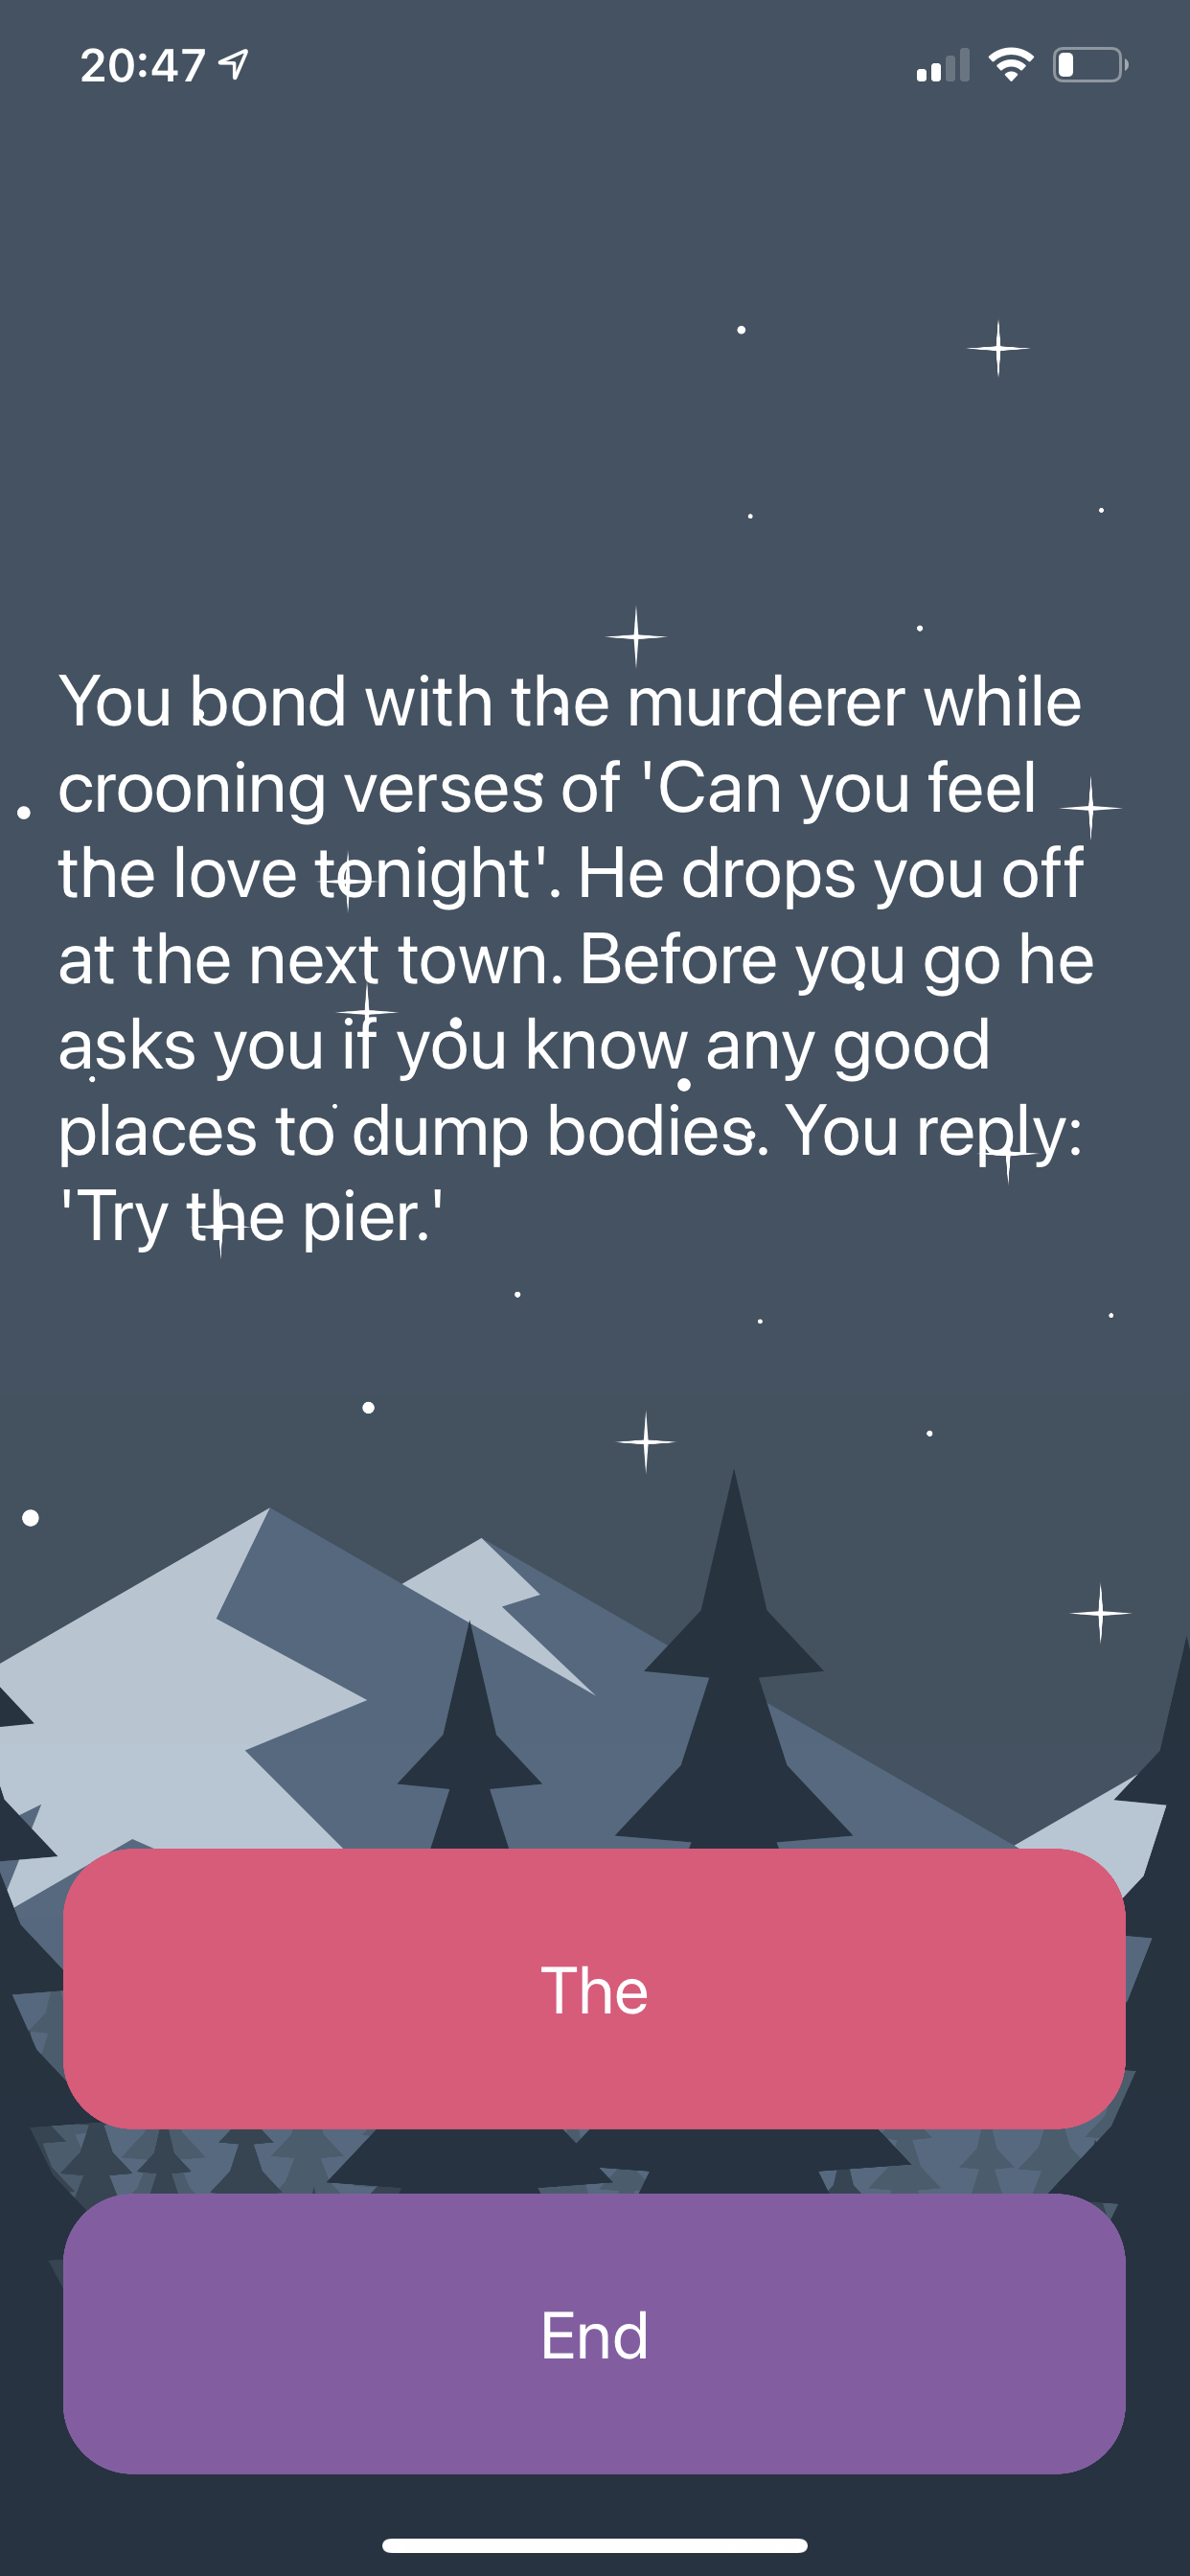 20:47
You bond with the murderer while
crooning verses of 'Can you feel
the love tonight'. He drops you off
at the next town. Before you go he
asks you if you know any good
places to dump bodies. You reply:
'Try the pier.'
The
End